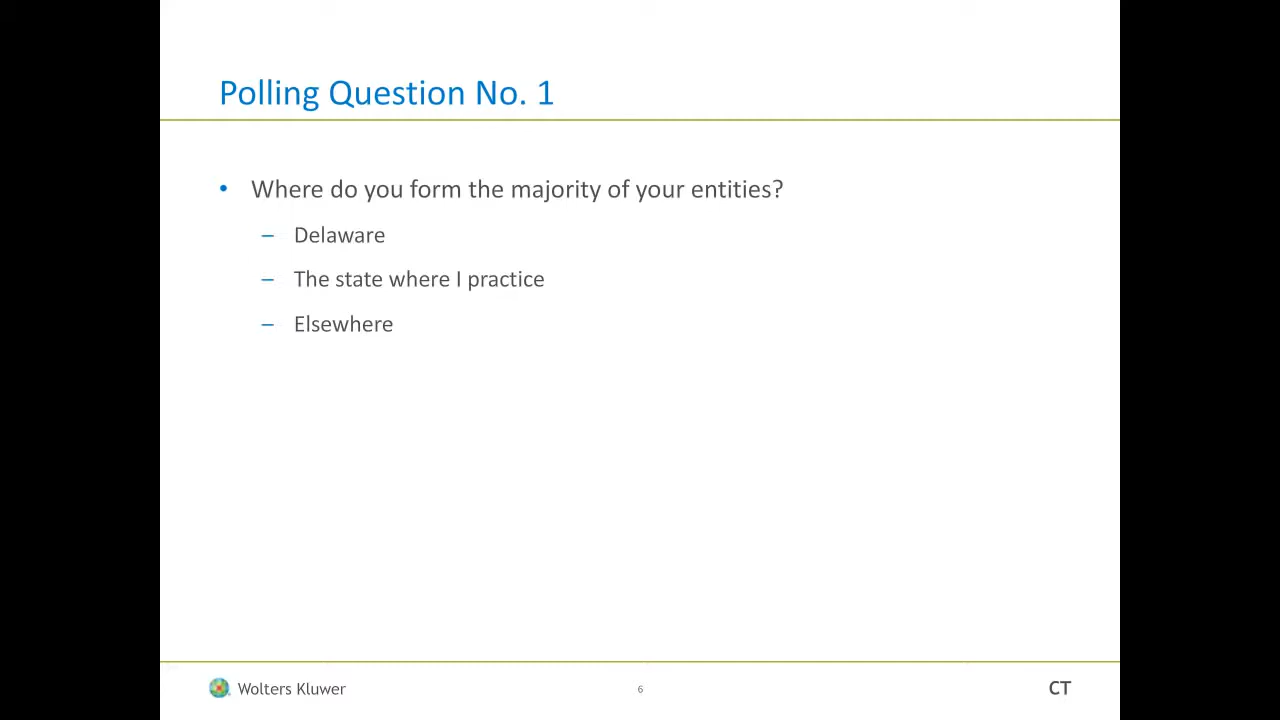 Polling Question No. 1
• Where do you form the majority of your entities?
– Delaware
– The state where I practice
– Elsewhere
Wolters Kluwer
6
CT